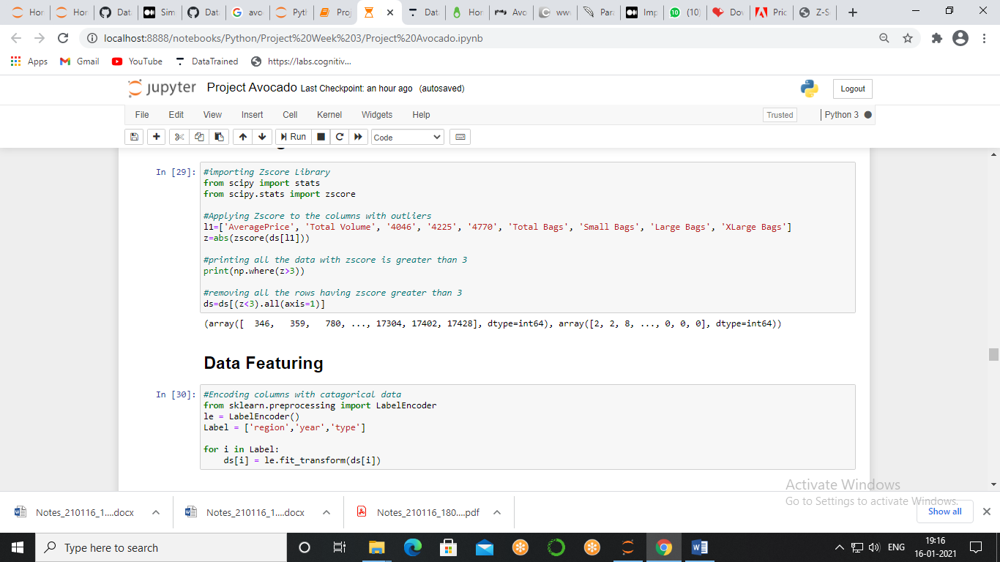 Hor
Hor
Dat
Sim
Dat
avo
Pyt
Proj
Dat
Hor
Avo
www
Par
Imp
(10)
Dov
Pric
Z-S
localhost:8888/notebooks/Python/Project%20Week%203/Project%20Avocado.ipynb
Apps
Gmail
YouTube
DataTrained
https://labs.cognitiv...
jupyter Project Avocado Last Checkpoint: an hour ago (autosaved)
Logout
File Edit View Insert Cell Kernel Widgets Help
Trusted
Python 3
Run
Code
In [29]: #importing Zscore Library
from scipy import stats
from scipy.stats import zscore
#Applying Zscore to the columns with outliers
l1=['AveragePrice', 'Total Volume', '4046', '4225', '4770', 'Total Bags', 'Small Bags', 'Large Bags', 'XLarge Bags']
z=abs(zscore(ds[l1]))
#printing all the data with zscore is greater than 3
print(np.where(z>3))
#removing all the rows having zscore greater than 3
ds=ds[(z<3).all(axis=1)]
(array([ 346, 359, 780, ..., 17304, 17402, 17428], dtype=int64), array([2, 2, 8, ..., 0, 0, 0], dtype=int64))
Data Featuring
In [30]: #Encoding columns with catagorical data
from sklearn.preprocessing import LabelEncoder
le = LabelEncoder()
Label = ['region','year','type']
for i in Label:
ds[i] = le.fit_transform(ds[i])
Activate Windows
Go to Settings to activate Windows.
Notes_210116_1....docx
Notes_210116_1....docx
Notes_210116_180....pdf
Show all
Type here to search
ENG
19:16
16-01-2021